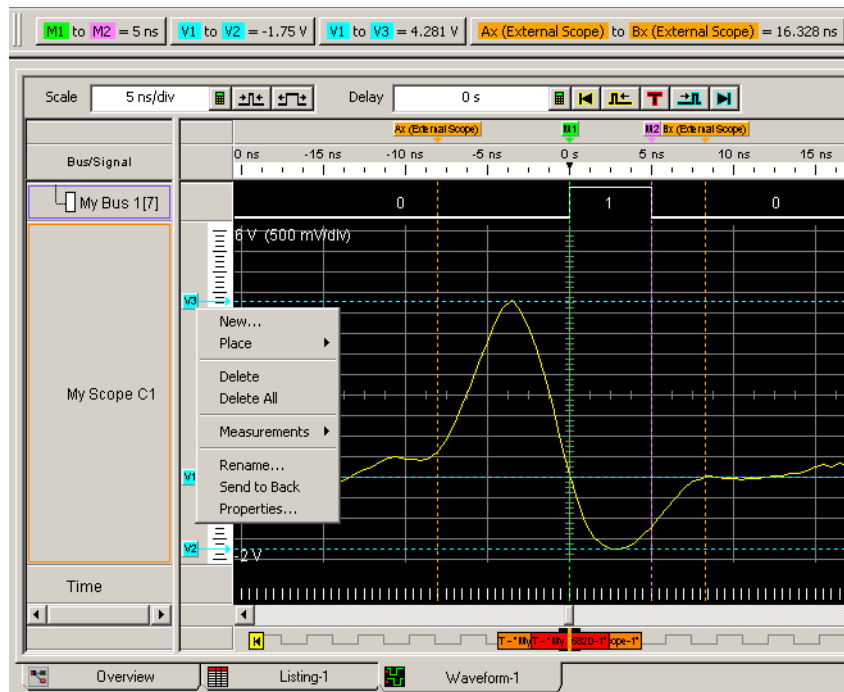 M1 to M2 = 5 ns V1 to V2 = -1.75 V V1 to V3 = 4.281 V Ax (External Scope) to Bx (External Scope) = 16.328 ns
Scale 5 ns/div Delay 0 s T
Ax (External Scope) M1 M2 Bx (External Scope)
Bus/Signal 0 ns -15 ns -10 ns -5 ns 0 s 5 ns 10 ns 15 ns
My Bus 1[7] 0 1 0
6 V (500 mV/div)
V3
New...
Place
Delete
Delete All
My Scope C1
Measurements
Rename...
V1
Send to Back
Properties...
V2
-2 V
Time
Overview Listing-1 Waveform-1